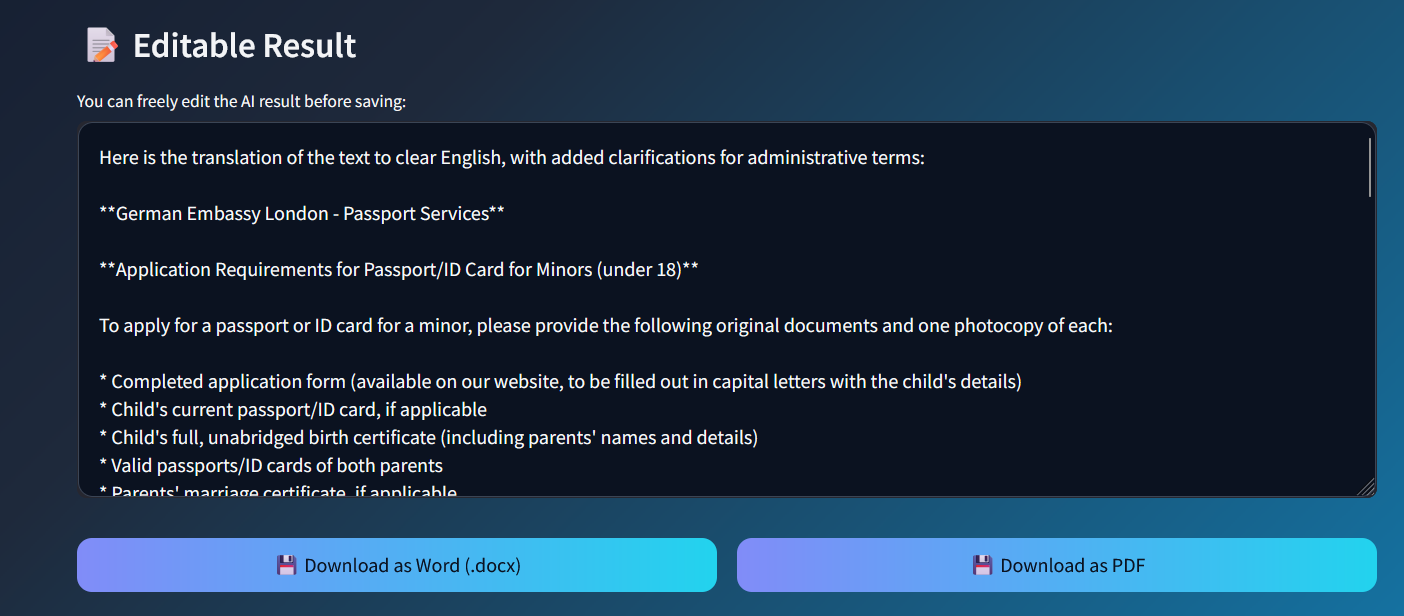 Editable Result
You can freely edit the AI result before saving:
Here is the translation of the text to clear English, with added clarifications for administrative terms:
**German Embassy London - Passport Services**
**Application Requirements for Passport/ID Card for Minors (under 18)**
To apply for a passport or ID card for a minor, please provide the following original documents and one photocopy of each:
* Completed application form (available on our website, to be filled out in capital letters with the child's details)
* Child's current passport/ID card, if applicable
* Child's full, unabridged birth certificate (including parents' names and details)
* Valid passports/ID cards of both parents
* Parents' marriage certificate, if applicable
Download as Word (.docx)
Download as PDF